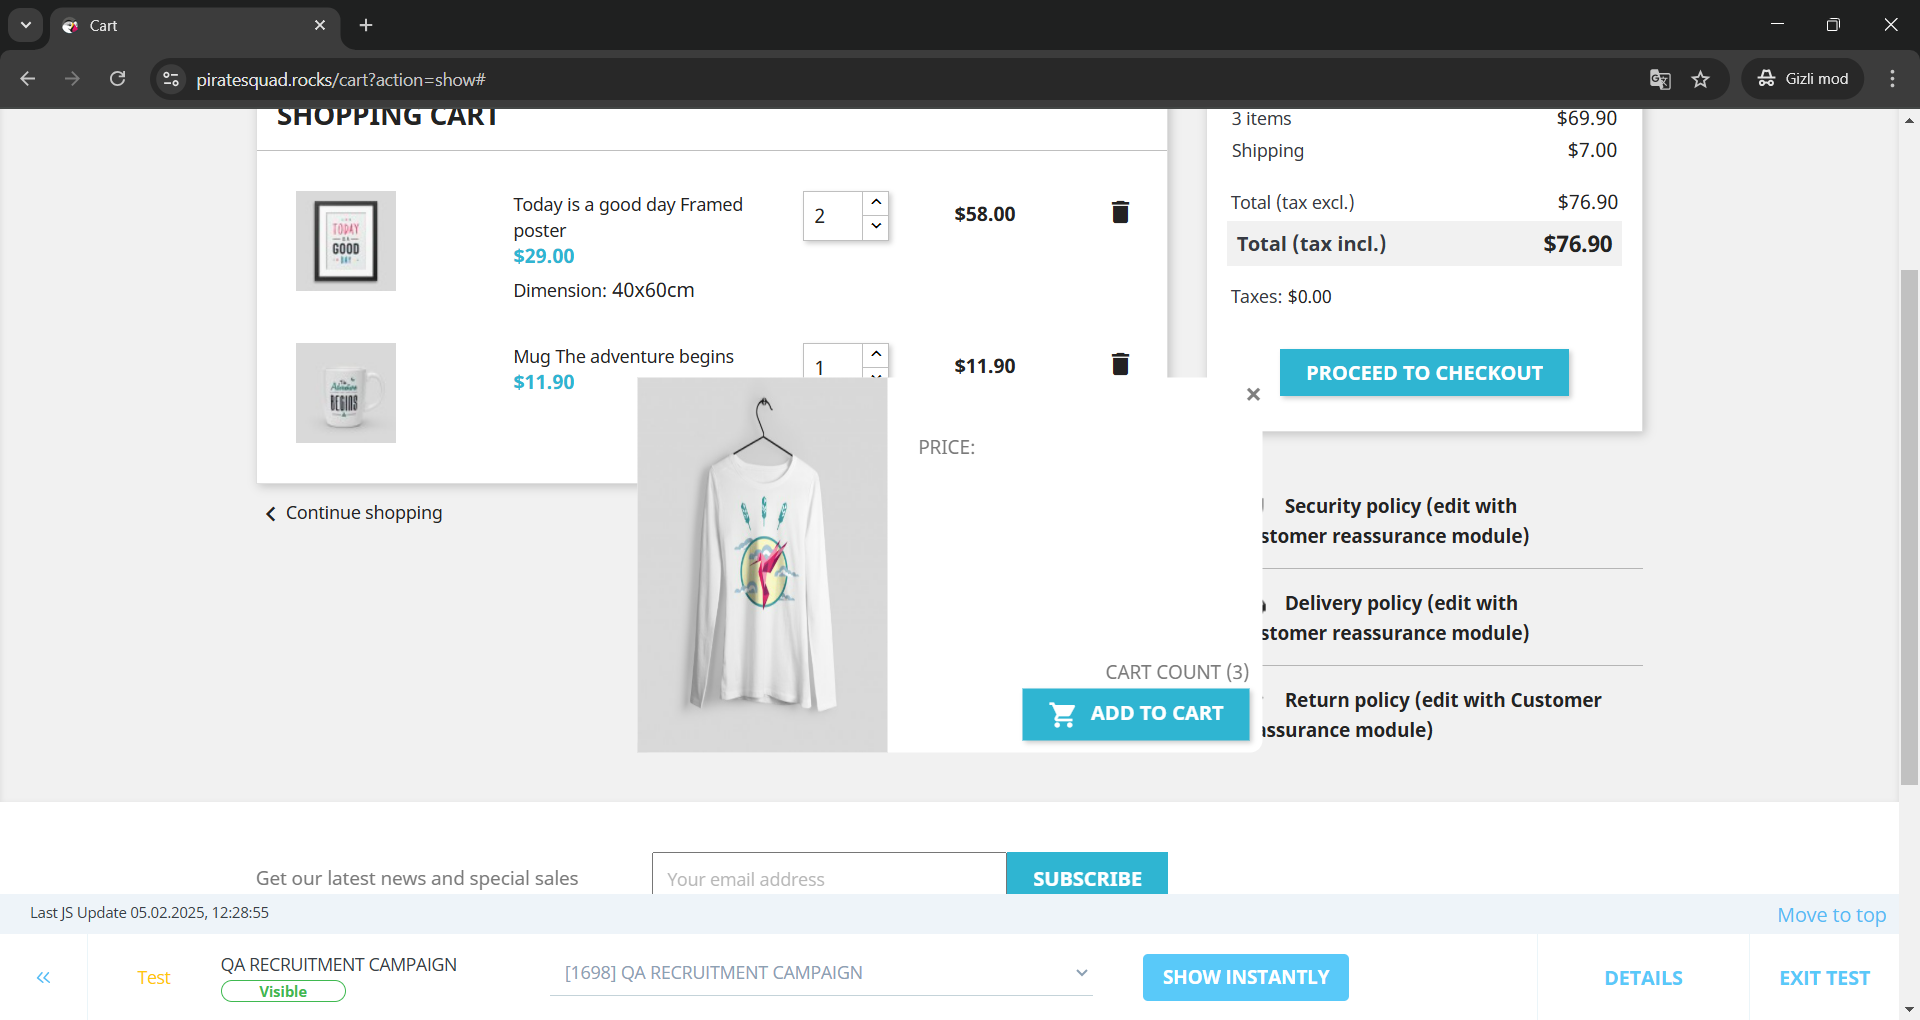 Cart
piratesquad.rocks/cart?action=show#
Gizli mod
SHOPPING CART
Today is a good day Framed
poster
$29.00
Dimension: 40x60cm
2
$58.00
TODAY
GOOD
DAY
Mug The adventure begins
$11.90
1
$11.90
Adventure
BEGINS
Continue shopping
3 items
$69.90
Shipping
$7.00
Total (tax excl.)
$76.90
Total (tax incl.)
$76.90
Taxes: $0.00
PROCEED TO CHECKOUT
PRICE:
CART COUNT (3)
ADD TO CART
Security policy (edit with
stomer reassurance module)
Delivery policy (edit with
stomer reassurance module)
Return policy (edit with Customer
assurance module)
Get our latest news and special sales
Your email address
SUBSCRIBE
Last JS Update 05.02.2025, 12:28:55
Move to top
Test
QA RECRUITMENT CAMPAIGN
Visible
[1698] QA RECRUITMENT CAMPAIGN
SHOW INSTANTLY
DETAILS
EXIT TEST